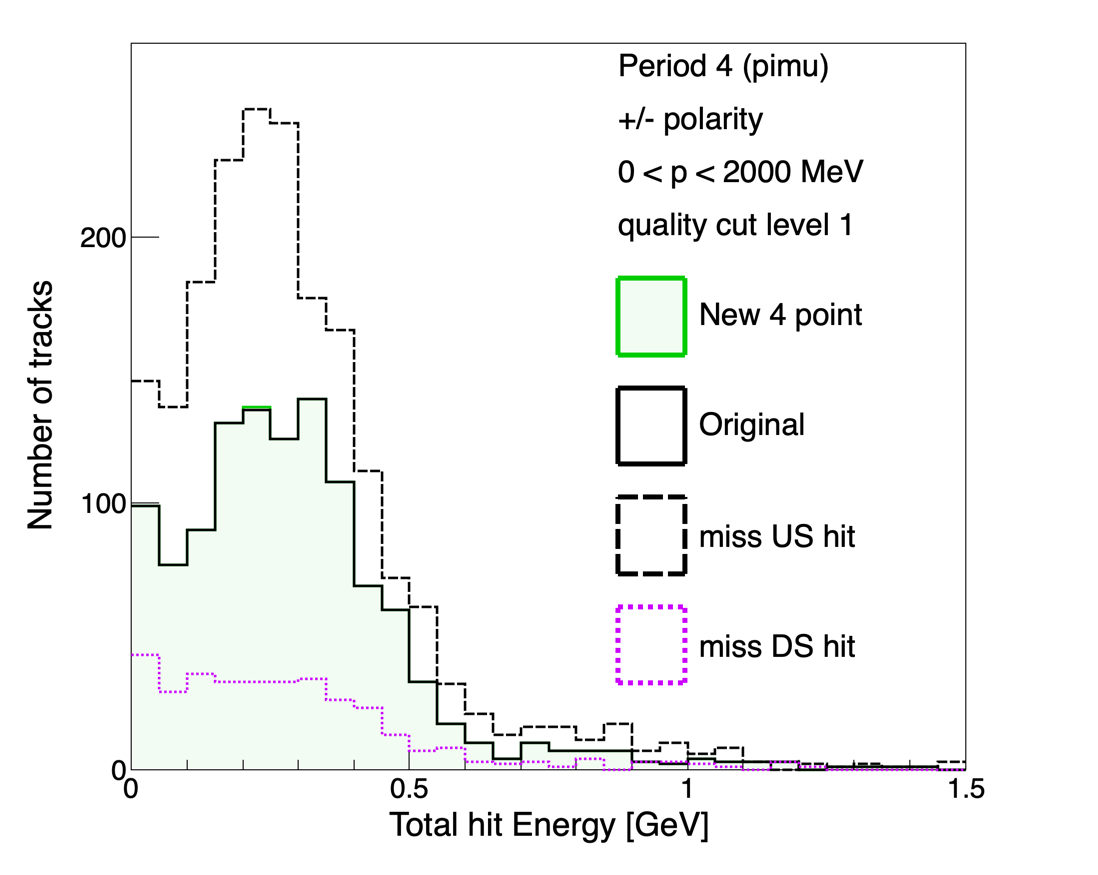 Period 4 (pimu)
+/- polarity
0 < p < 2000 MeV
quality cut level 1
New 4 point
Original
miss US hit
miss DS hit
Number of tracks
200
100
0
0
0.5
1
1.5
Total hit Energy [GeV]